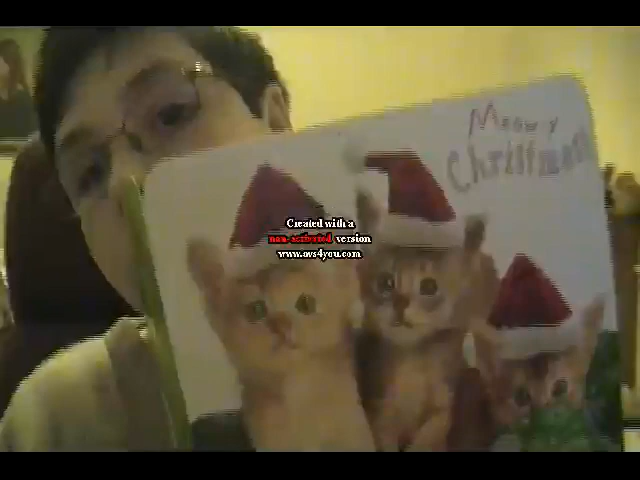 Meowy
Christmas
Created with a
non-activated version
www.avs4you.com